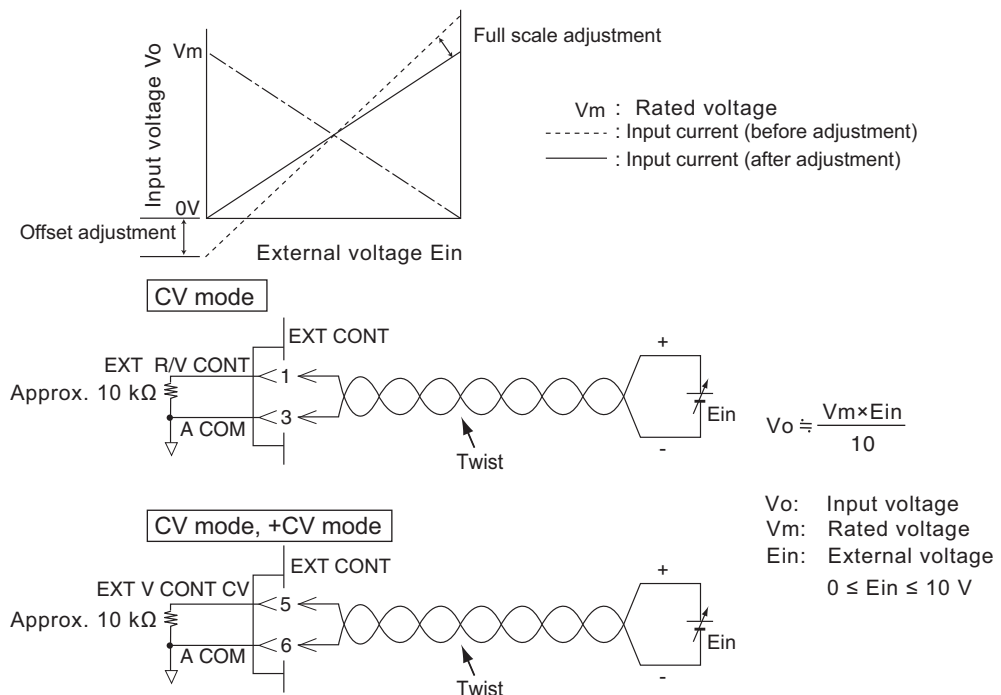 Input voltage Vo
Vm
0V
Full scale adjustment
Offset adjustment
External voltage Ein
Vm : Rated voltage
: Input current (before adjustment)
: Input current (after adjustment)
CV mode
EXT CONT
EXT R/V CONT
Approx. 10 kΩ
1
3
A COM
Twist
+
-
Ein
Vo ≒ Vm×Ein
10
CV mode, +CV mode
EXT CONT
EXT V CONT CV
Approx. 10 kΩ
5
6
A COM
Twist
+
-
Ein
Vo: Input voltage
Vm: Rated voltage
Ein: External voltage
0 ≤ Ein ≤ 10 V